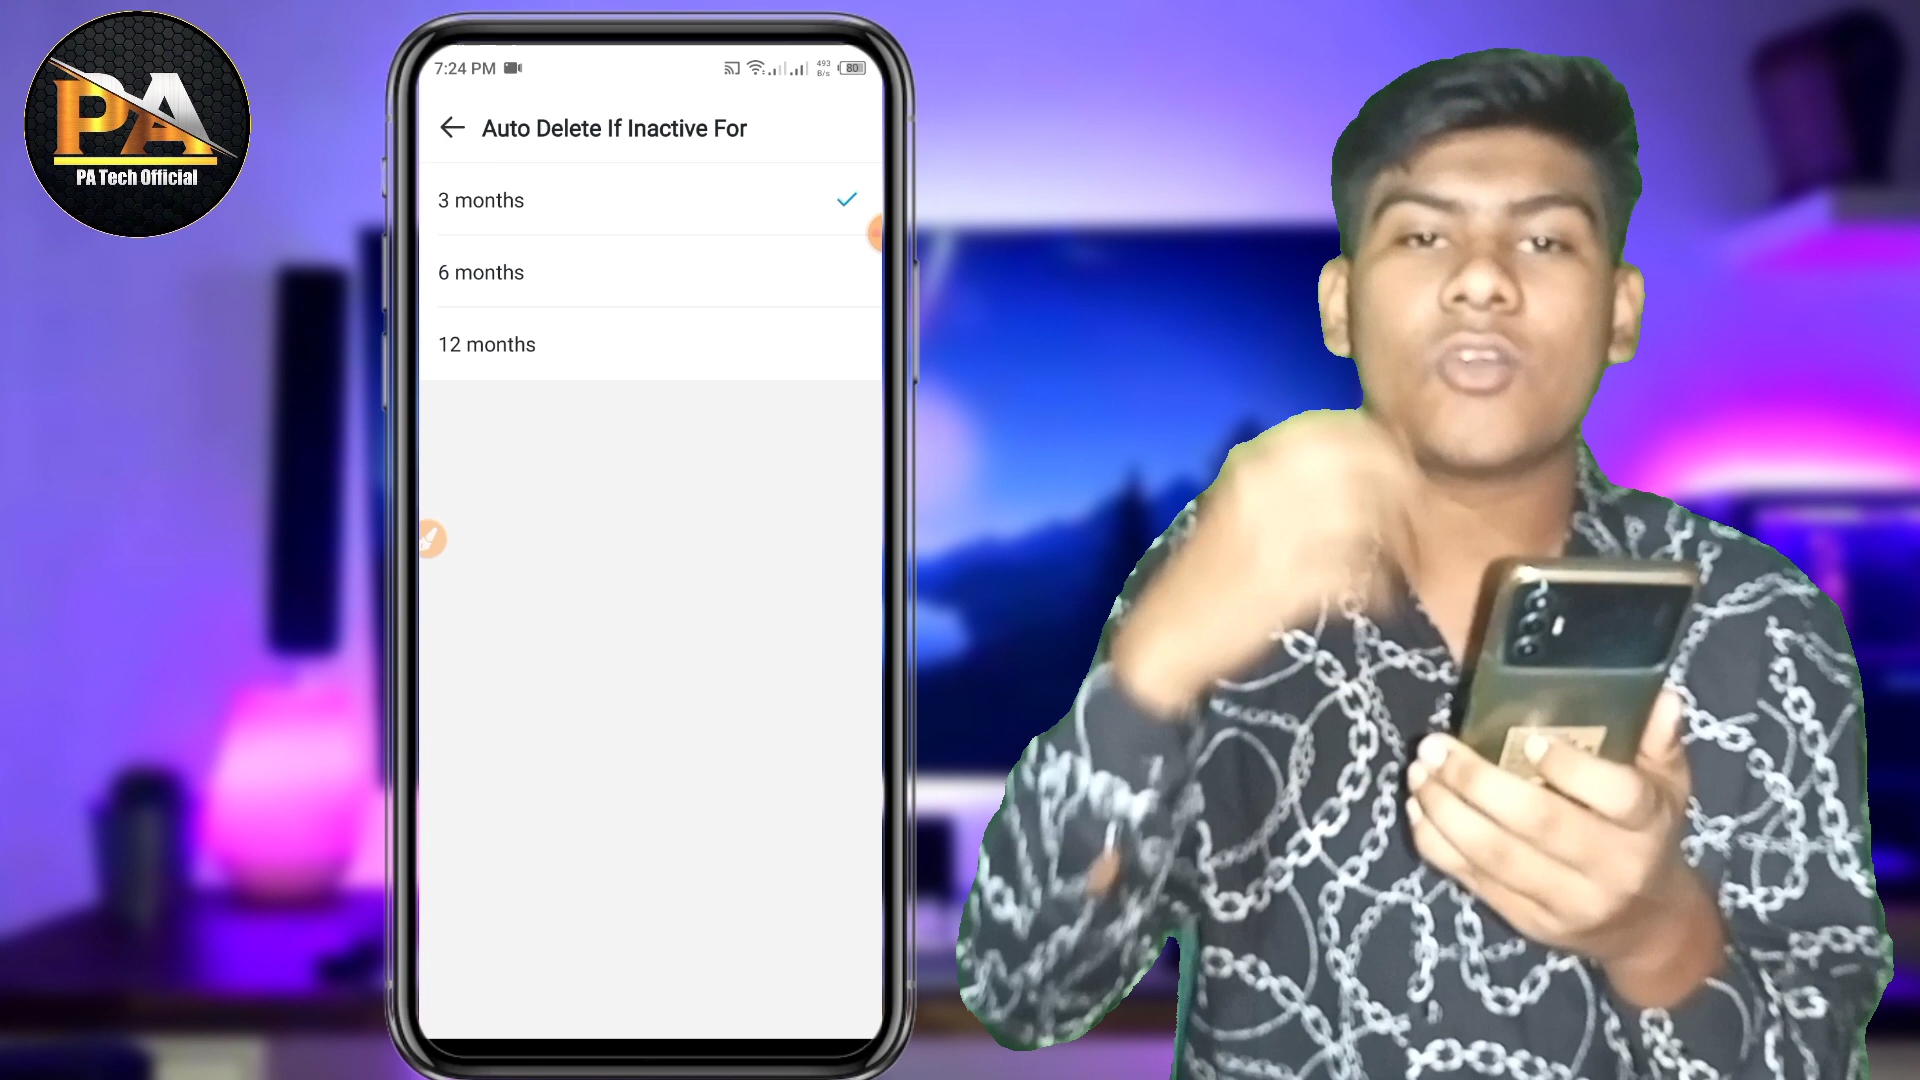 PA
PA Tech Official
7:24 PM
493
B/s
80
Auto Delete If Inactive For
3 months
6 months
12 months